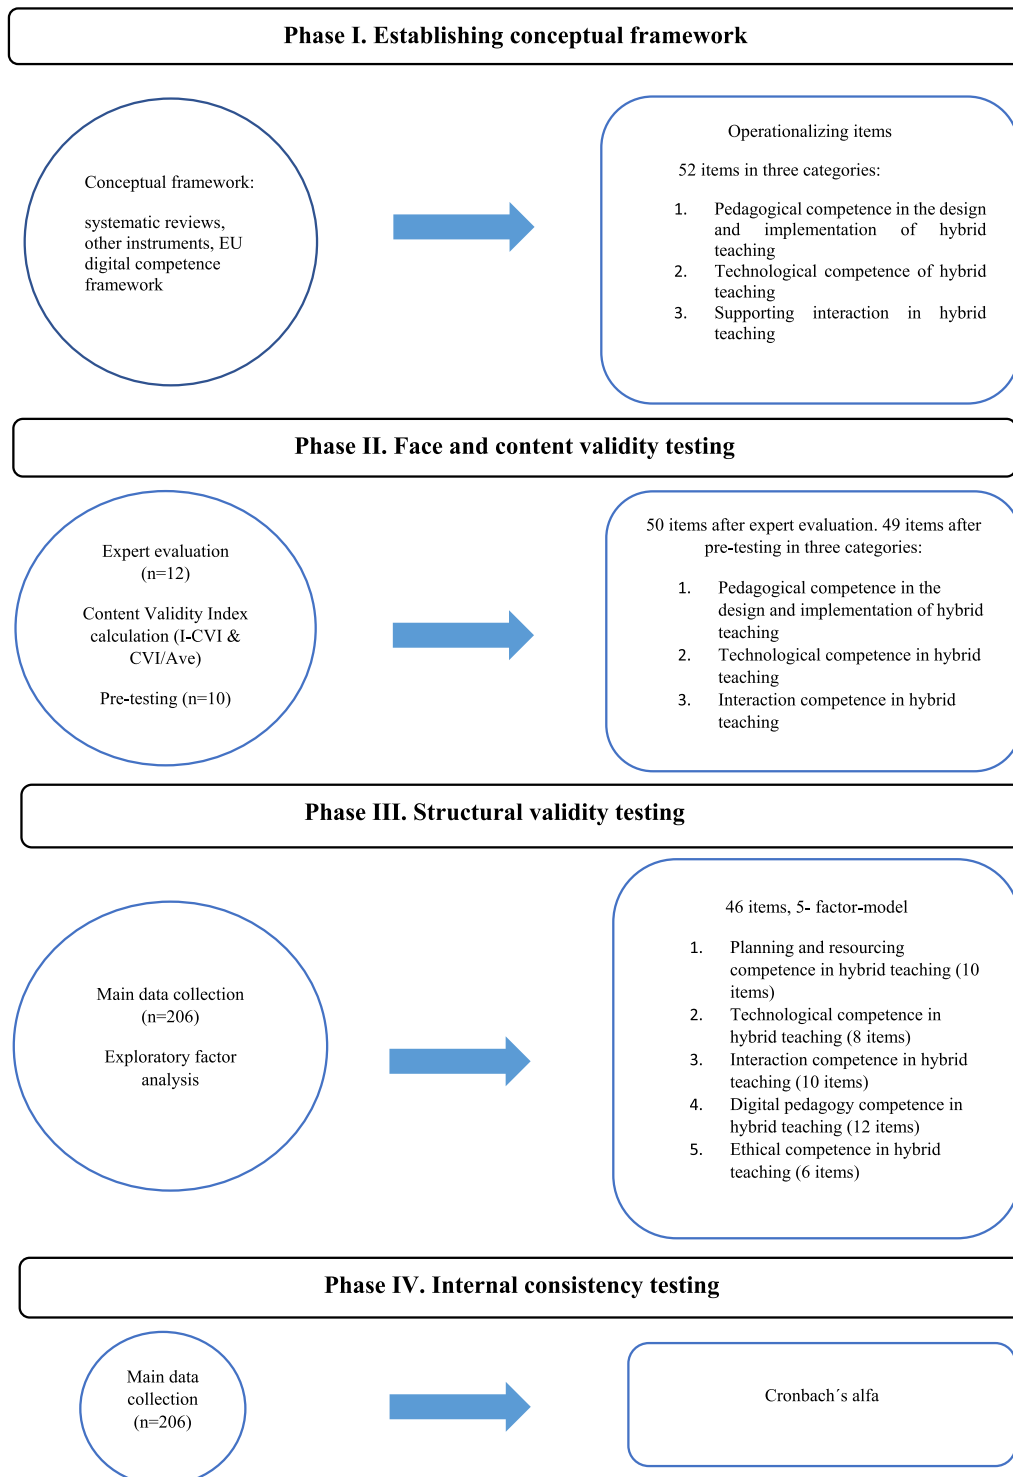 Phase I. Establishing conceptual framework
Conceptual framework:
systematic reviews,
other instruments, EU
digital competence
framework
Operationalizing items
52 items in three categories:
1. Pedagogical competence in the design
and implementation of hybrid
teaching
2. Technological competence of hybrid
teaching
3. Supporting interaction in hybrid
teaching
Phase II. Face and content validity testing
Expert evaluation
(n=12)
Content Validity Index
calculation (I-CVI &
CVI/Ave)
Pre-testing (n=10)
50 items after expert evaluation. 49 items after
pre-testing in three categories:
1. Pedagogical competence in the
design and implementation of hybrid
teaching
2. Technological competence in hybrid
teaching
3. Interaction competence in hybrid
teaching
Phase III. Structural validity testing
Main data collection
(n=206)
Exploratory factor
analysis
46 items, 5- factor-model
1. Planning and resourcing
competence in hybrid teaching (10
items)
2. Technological competence in
hybrid teaching (8 items)
3. Interaction competence in hybrid
teaching (10 items)
4. Digital pedagogy competence in
hybrid teaching (12 items)
5. Ethical competence in hybrid
teaching (6 items)
Phase IV. Internal consistency testing
Main data
collection
(n=206)
Cronbach´s alfa